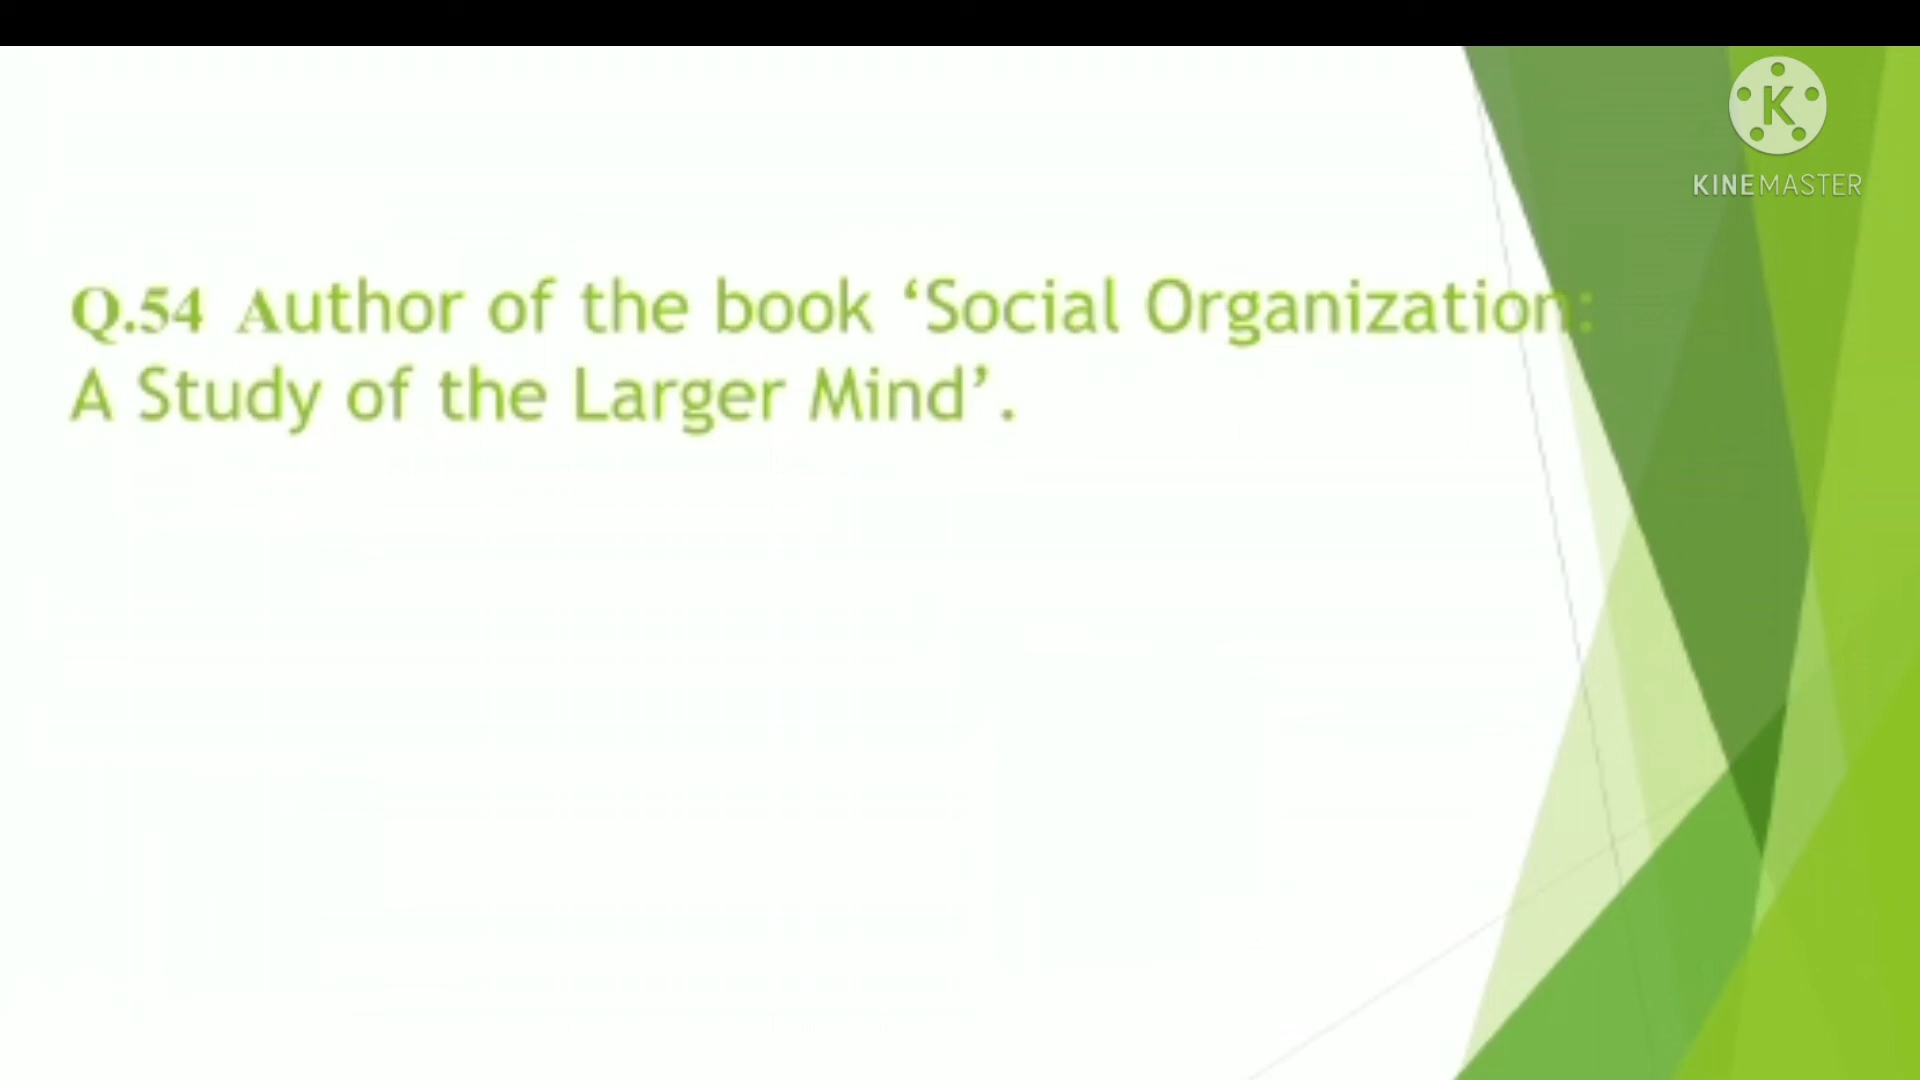 K
KINEMASTER
Q.54 Author of the book ‘Social Organization:
A Study of the Larger Mind’.